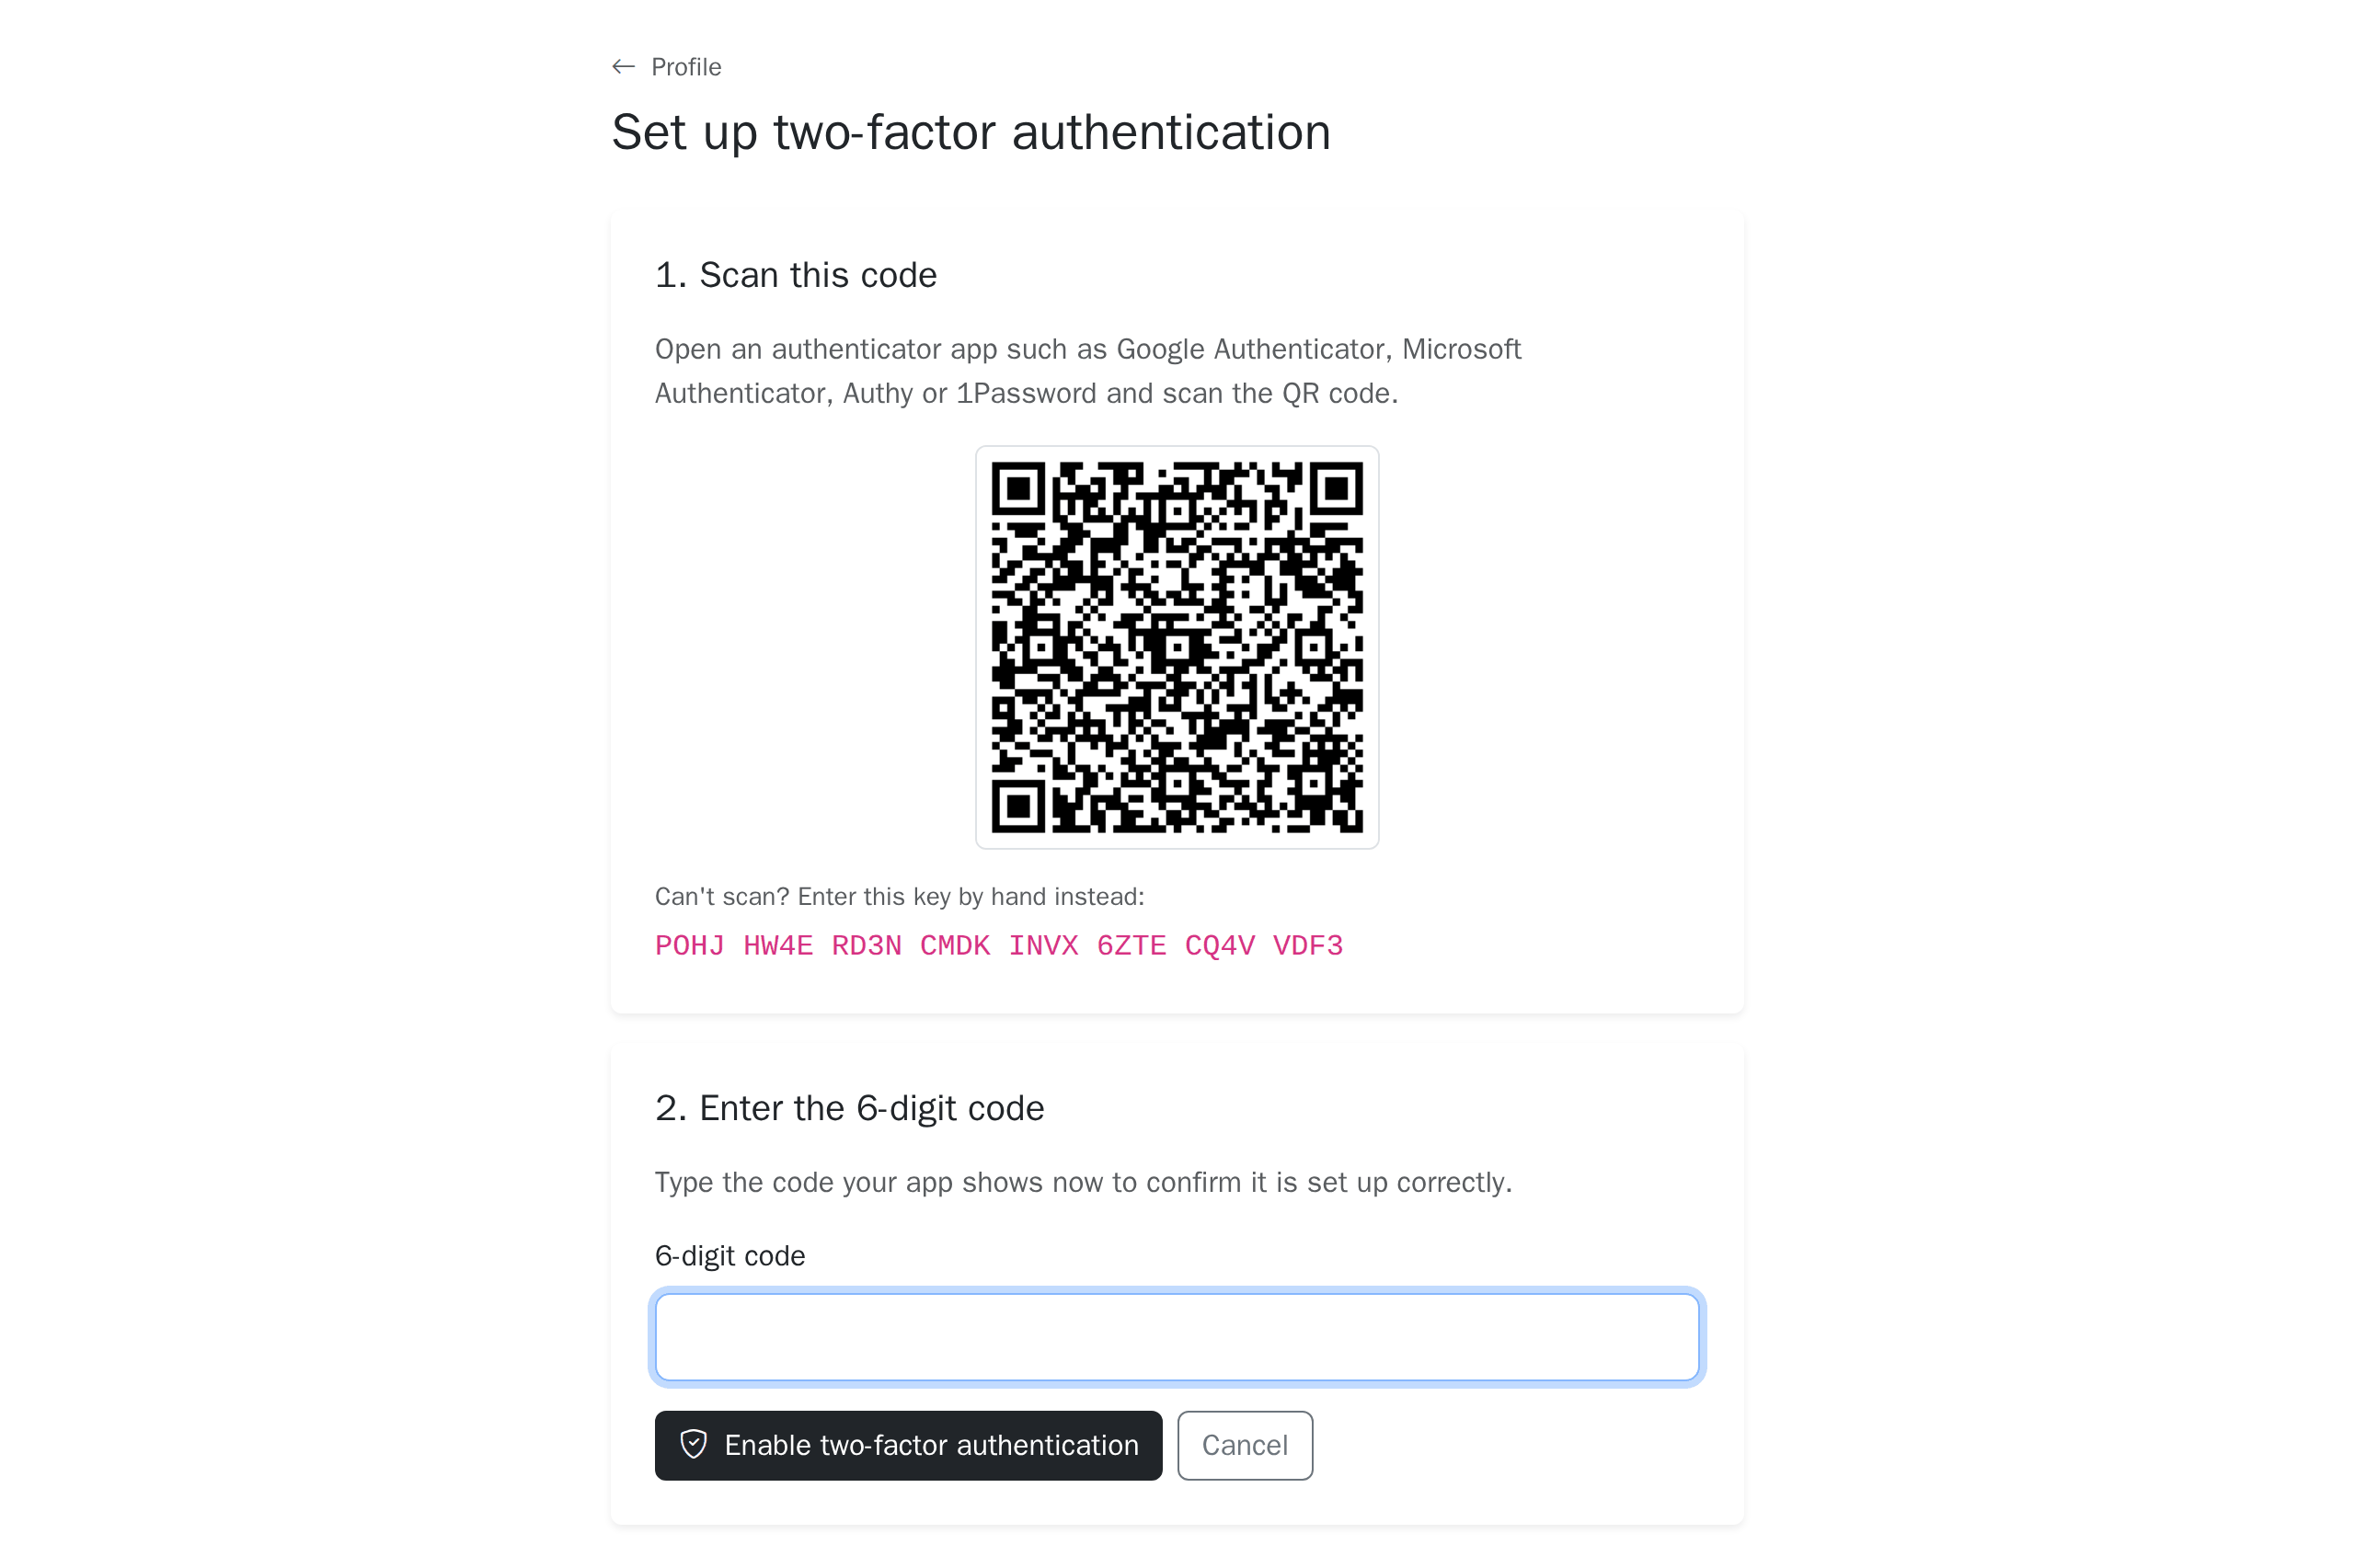 Profile
Set up two-factor authentication
1. Scan this code
Open an authenticator app such as Google Authenticator, Microsoft
Authenticator, Authy or 1Password and scan the QR code.
Can't scan? Enter this key by hand instead:
POHJ HW4E RD3N CMDK INVX 6ZTE CQ4V VDF3
2. Enter the 6-digit code
Type the code your app shows now to confirm it is set up correctly.
6-digit code
Enable two-factor authentication Cancel